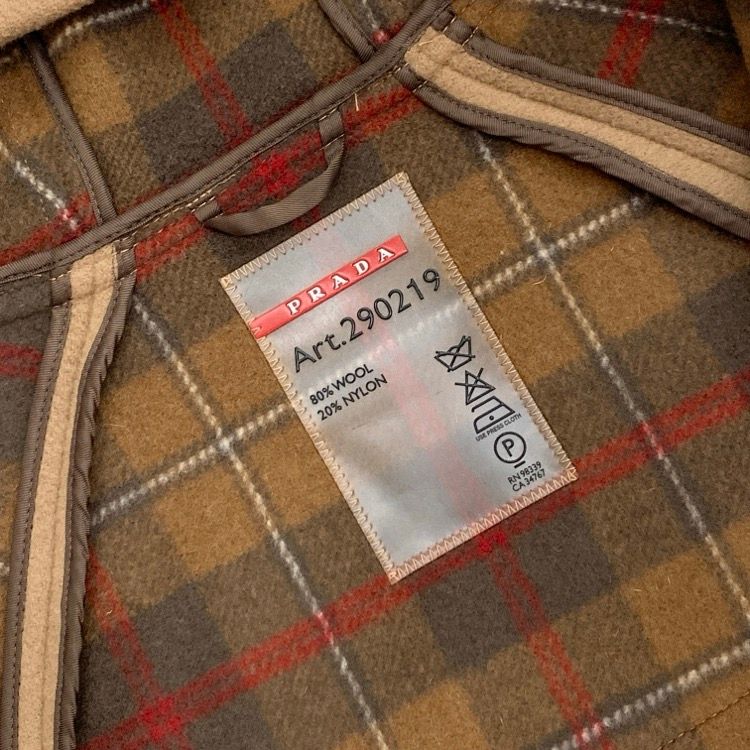 PRADA
Art.290219
80% WOOL
20% NYLON
USE PRESS CLOTH
P
RN 98339
CA 34767